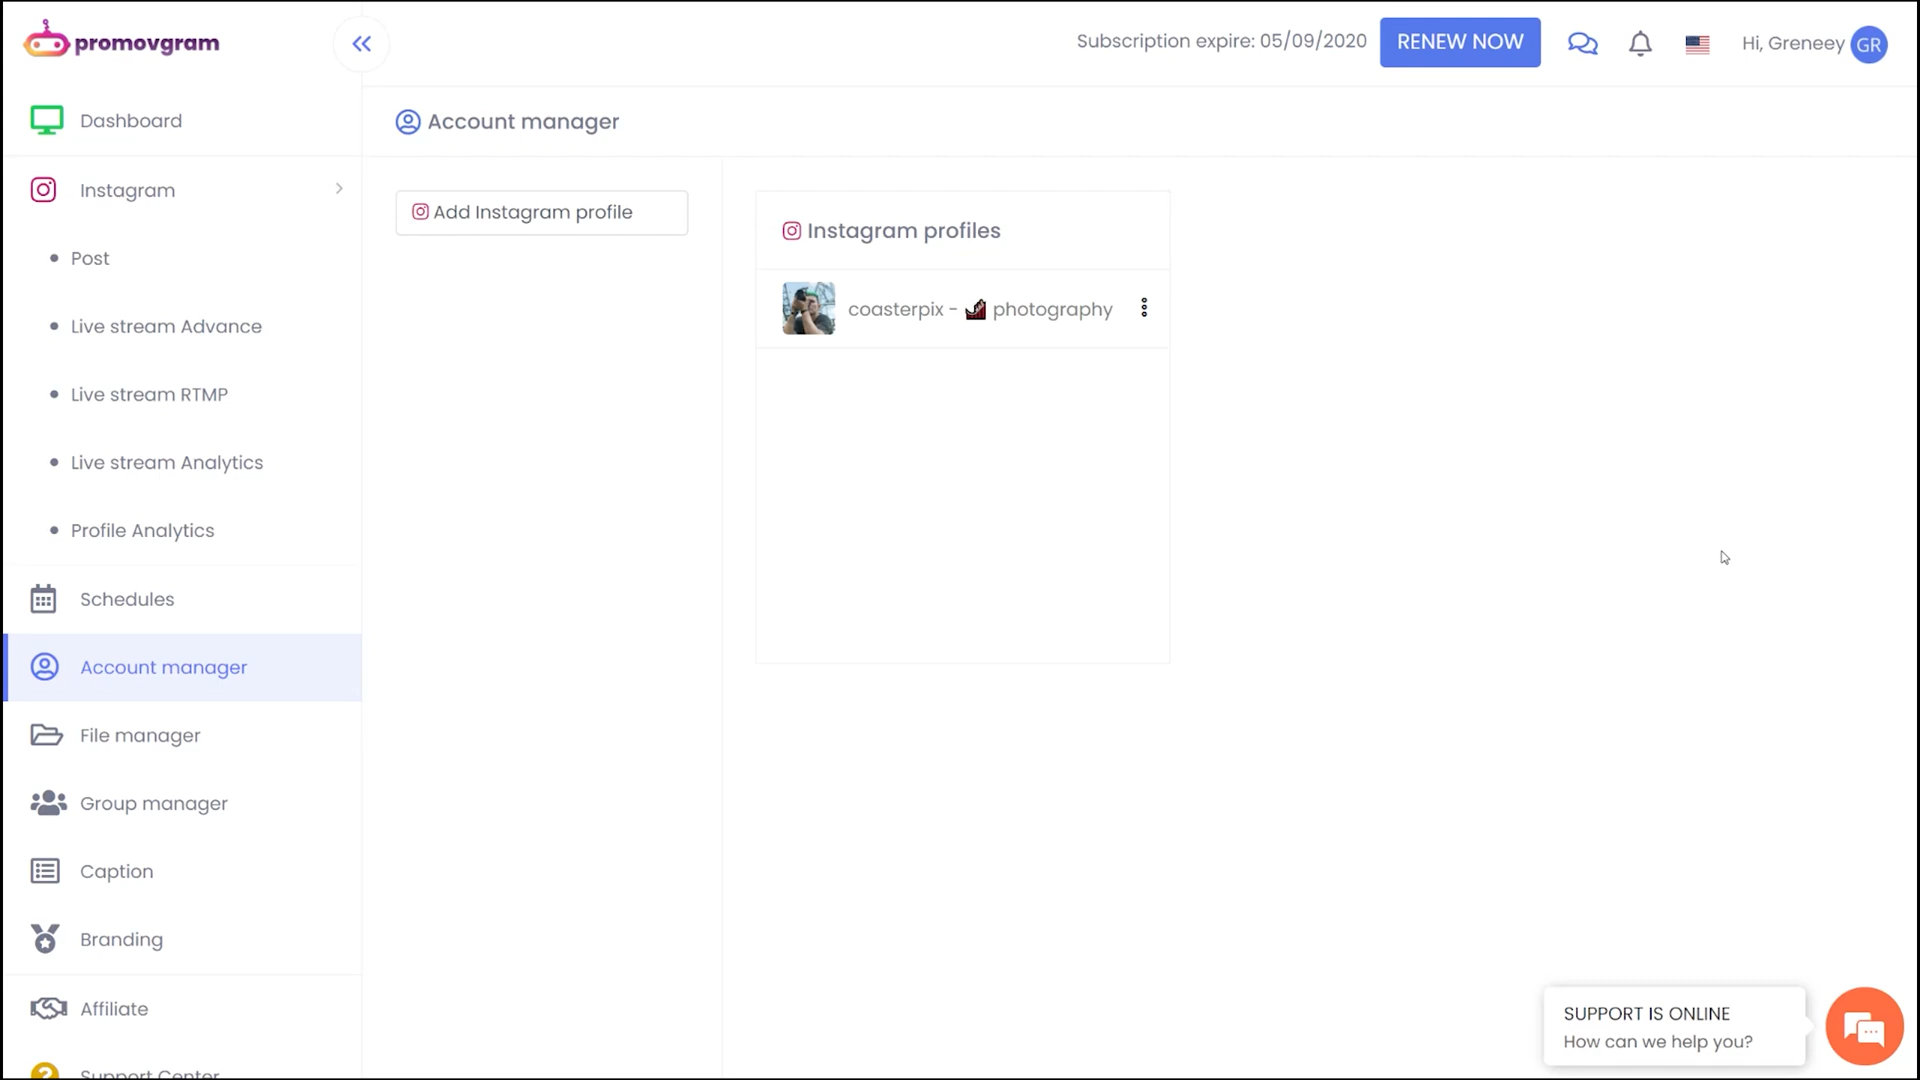 promovgram
Subscription expire: 05/09/2020
RENEW NOW
Hi, Greneey
GR
Dashboard
Account manager
Instagram
Add Instagram profile
Instagram profiles
Post
coasterpix - 🎢 photography
Live stream Advance
Live stream RTMP
Live stream Analytics
Profile Analytics
Schedules
Account manager
File manager
Group manager
Caption
Branding
Affiliate
Support Center
SUPPORT IS ONLINE
How can we help you?